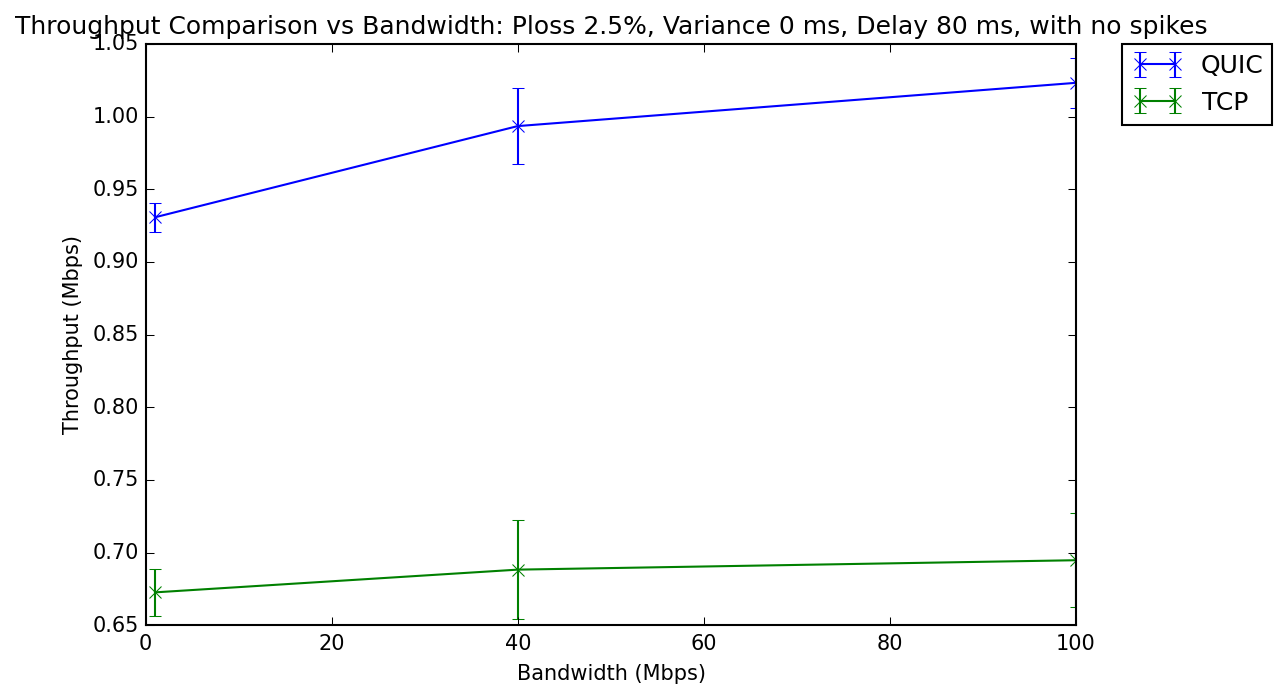 Throughput Comparison vs Bandwidth: Ploss 2.5%, Variance 0 ms, Delay 80 ms, with no spikes
QUIC
TCP
Throughput (Mbps)
1.05
1.00
0.95
0.90
0.85
0.80
0.75
0.70
0.65
0 20 40 60 80 100
Bandwidth (Mbps)